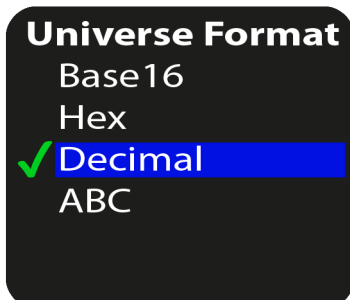 Universe Format
Base16
Hex
Decimal
ABC